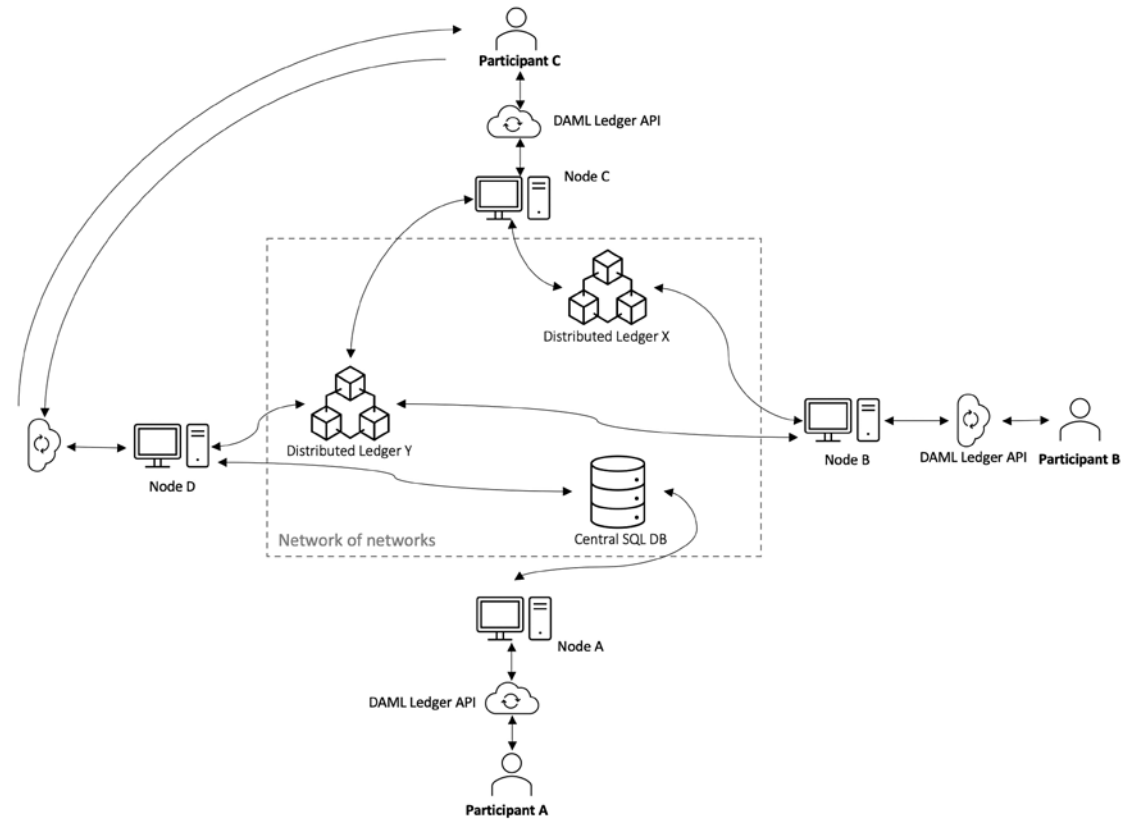 Participant C
DAML Ledger API
Node C
Distributed Ledger X
Distributed Ledger Y
Node D
Node B
DAML Ledger API
Participant B
Central SQL DB
Network of networks
Node A
DAML Ledger API
Participant A